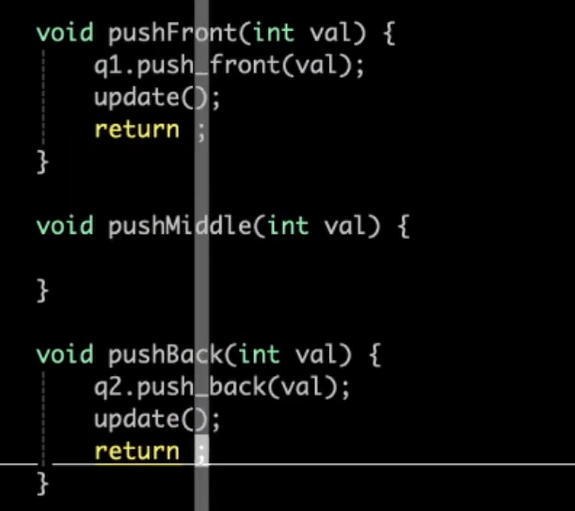 void pushFront(int val) {
q1.push_front(val);
update();
return ;
}
void pushMiddle(int val) {
}
void pushBack(int val) {
q2.push_back(val);
update();
return ;
}